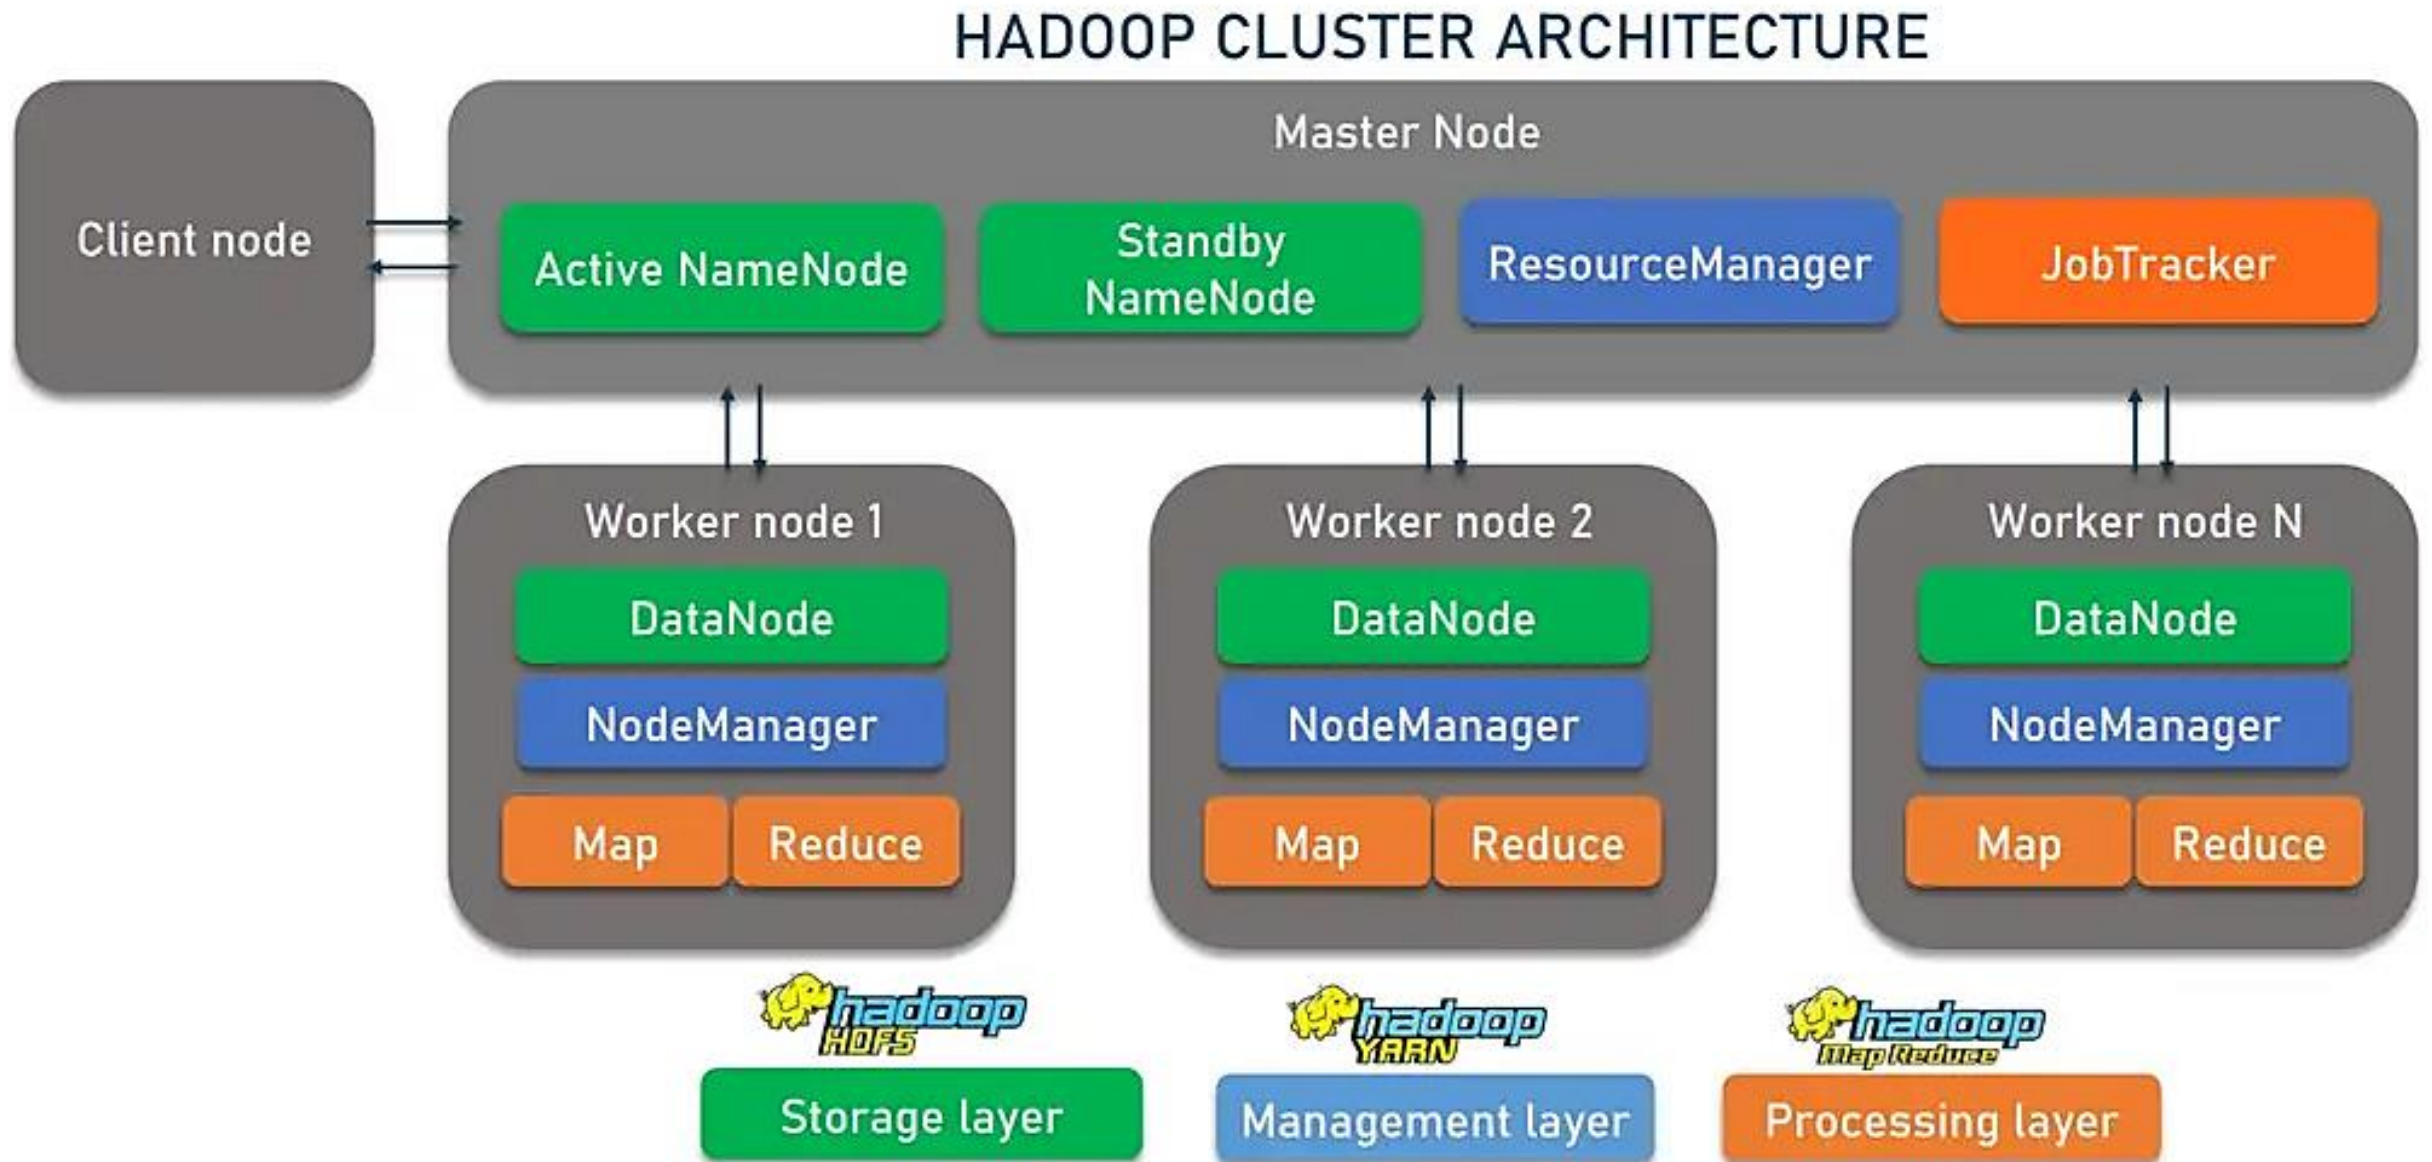 HADOOP CLUSTER ARCHITECTURE
Client node
Master Node
Active NameNode
Standby
NameNode
ResourceManager
JobTracker
Worker node 1
DataNode
NodeManager
Map
Reduce
Worker node 2
DataNode
NodeManager
Map
Reduce
Worker node N
DataNode
NodeManager
Map
Reduce
hadoop
HDFS
Storage layer
hadoop
YARN
Management layer
hadoop
Map Reduce
Processing layer